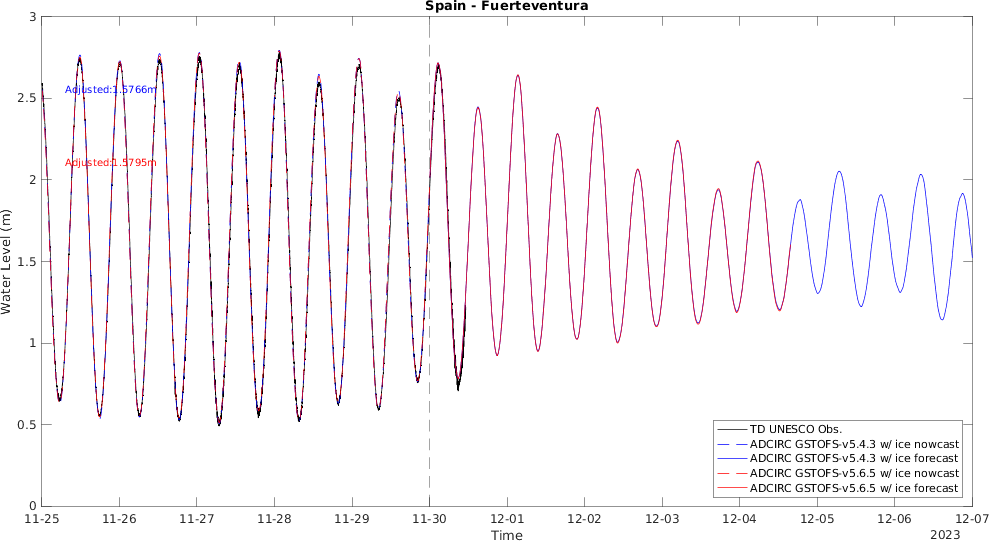 Spain - Fuerteventura
Water Level (m)
3
2.5
2
1.5
1
0.5
0
Adjusted:1.5766m
Adjusted:1.5795m
TD UNESCO Obs.
ADCIRC GSTOFS-v5.4.3 w/ ice nowcast
ADCIRC GSTOFS-v5.4.3 w/ ice forecast
ADCIRC GSTOFS-v5.6.5 w/ ice nowcast
ADCIRC GSTOFS-v5.6.5 w/ ice forecast
11-25 11-26 11-27 11-28 11-29 11-30 12-01 12-02 12-03 12-04 12-05 12-06 12-07
Time
2023